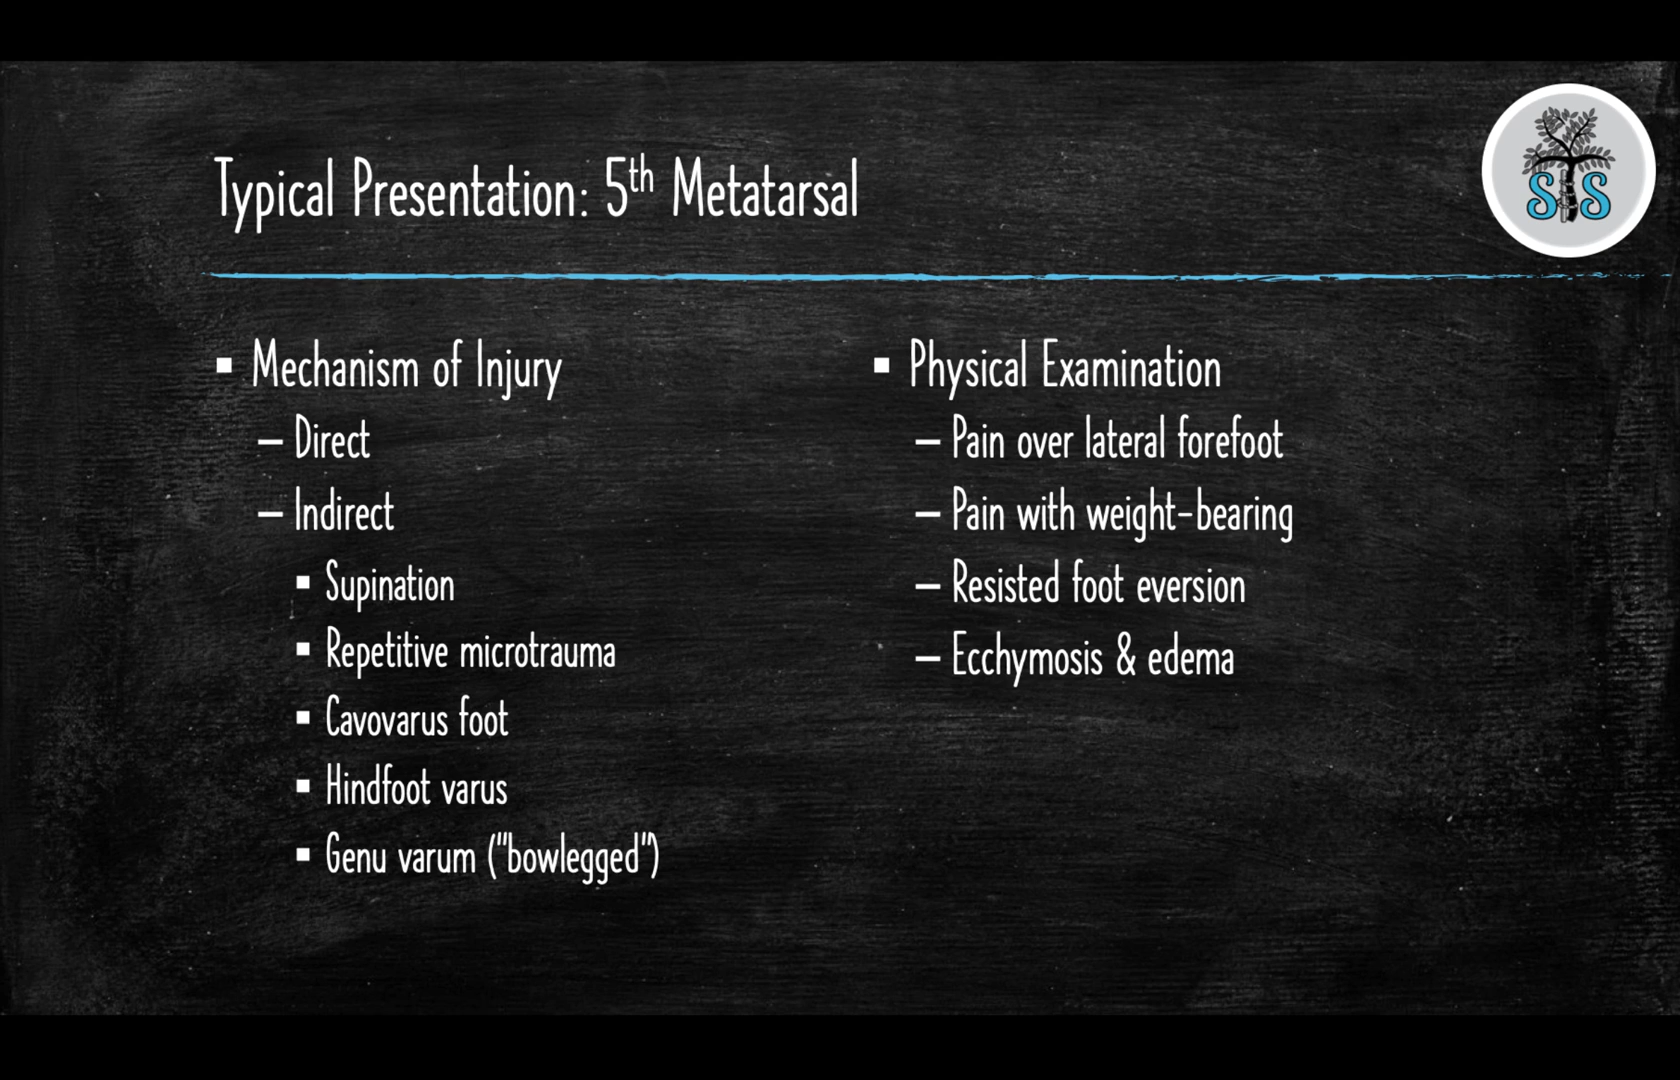 Typical Presentation: 5th Metatarsal
STS
▪ Mechanism of Injury
– Direct
– Indirect
▪ Supination
▪ Repetitive microtrauma
▪ Cavovarus foot
▪ Hindfoot varus
▪ Genu varum ("bowlegged")
▪ Physical Examination
– Pain over lateral forefoot
– Pain with weight-bearing
– Resisted foot eversion
– Ecchymosis & edema